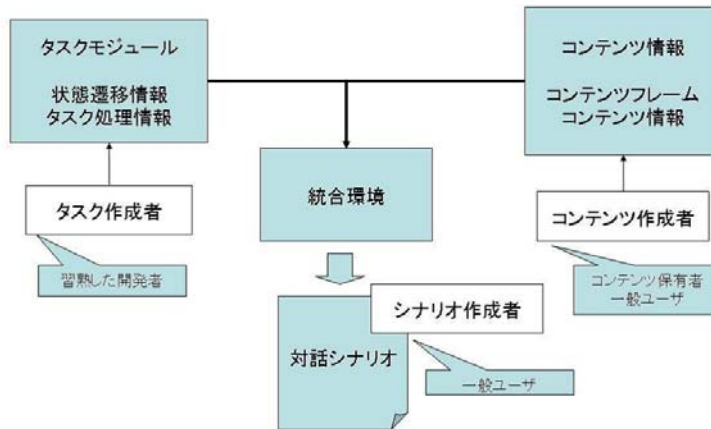 タスクモジュール
状態遷移情報
タスク処理情報
コンテンツ情報
コンテンツフレーム
コンテンツ情報
統合環境
タスク作成者
コンテンツ作成者
習熟した開発者
コンテンツ保有者
一般ユーザ
シナリオ作成者
対話シナリオ
一般ユーザ